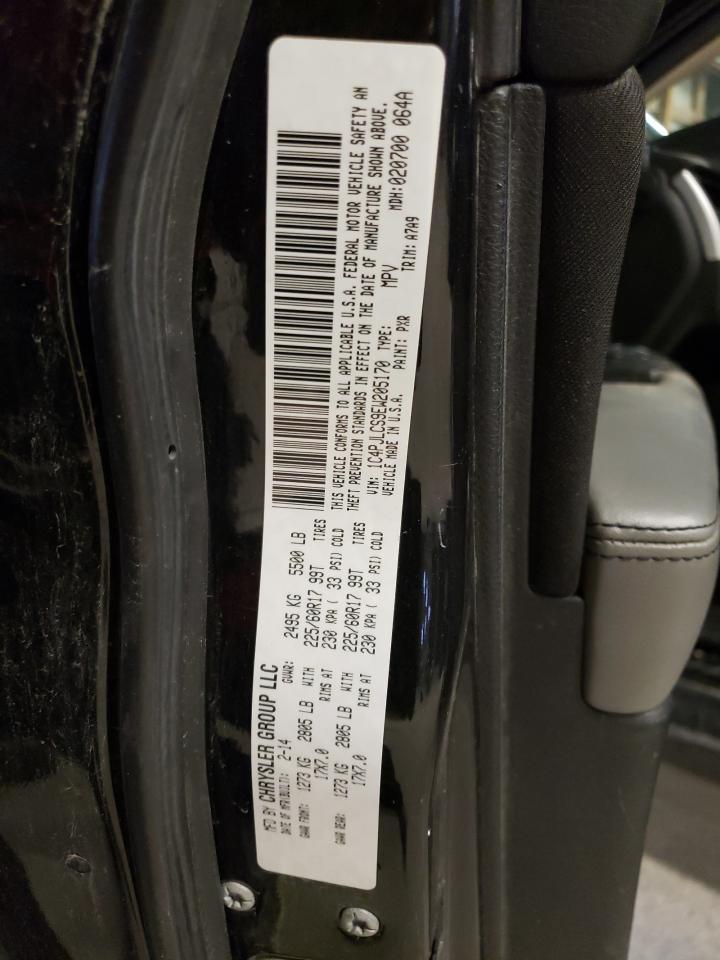 MFD BY CHRYSLER GROUP LLC
DATE OF MFR(BUILT): 2-14 GVWR: 2495 KG 5500 LB
GAWR FRONT: 1273 KG 2805 LB WITH 225/60R17 99T TIRES
17X7.0 RIMS AT 230 KPA ( 33 PSI) COLD
GAWR REAR: 1273 KG 2805 LB WITH 225/60R17 99T TIRES
17X7.0 RIMS AT 230 KPA ( 33 PSI) COLD
THIS VEHICLE CONFORMS TO ALL APPLICABLE U.S.A. FEDERAL MOTOR VEHICLE SAFETY AN
THEFT PREVENTION STANDARDS IN EFFECT ON THE DATE OF MANUFACTURE SHOWN ABOVE.
VIN: 1C4PJLCS9EW205170 TYPE: MPV MDH:020700 064A
VEHICLE MADE IN U.S.A. PAINT: PXR TRIM: A7A9